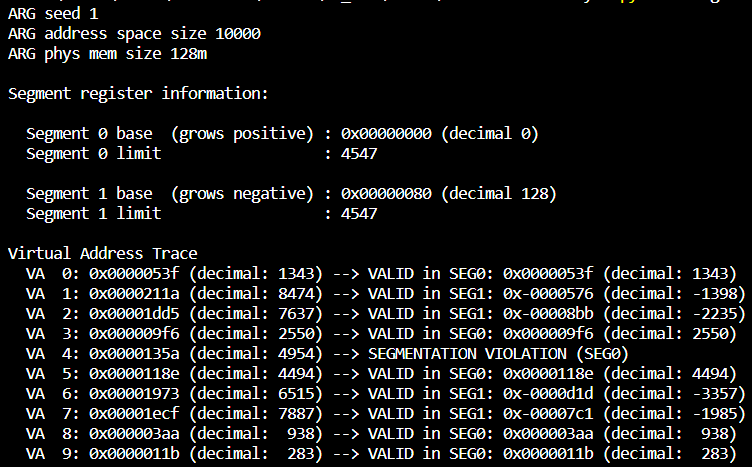 ARG seed 1
ARG address space size 10000
ARG phys mem size 128m
Segment register information:
Segment 0 base  (grows positive) : 0x00000000 (decimal 0)
Segment 0 limit                  : 4547
Segment 1 base  (grows negative) : 0x00000080 (decimal 128)
Segment 1 limit                  : 4547
Virtual Address Trace
VA  0: 0x0000053f (decimal: 1343) --> VALID in SEG0: 0x0000053f (decimal: 1343)
VA  1: 0x0000211a (decimal: 8474) --> VALID in SEG1: 0x-0000576 (decimal: -1398)
VA  2: 0x00001dd5 (decimal: 7637) --> VALID in SEG1: 0x-00008bb (decimal: -2235)
VA  3: 0x000009f6 (decimal: 2550) --> VALID in SEG0: 0x000009f6 (decimal: 2550)
VA  4: 0x0000135a (decimal: 4954) --> SEGMENTATION VIOLATION (SEG0)
VA  5: 0x0000118e (decimal: 4494) --> VALID in SEG0: 0x0000118e (decimal: 4494)
VA  6: 0x00001973 (decimal: 6515) --> VALID in SEG1: 0x-0000d1d (decimal: -3357)
VA  7: 0x00001ecf (decimal: 7887) --> VALID in SEG1: 0x-00007c1 (decimal: -1985)
VA  8: 0x000003aa (decimal:  938) --> VALID in SEG0: 0x000003aa (decimal:  938)
VA  9: 0x0000011b (decimal:  283) --> VALID in SEG0: 0x0000011b (decimal:  283)